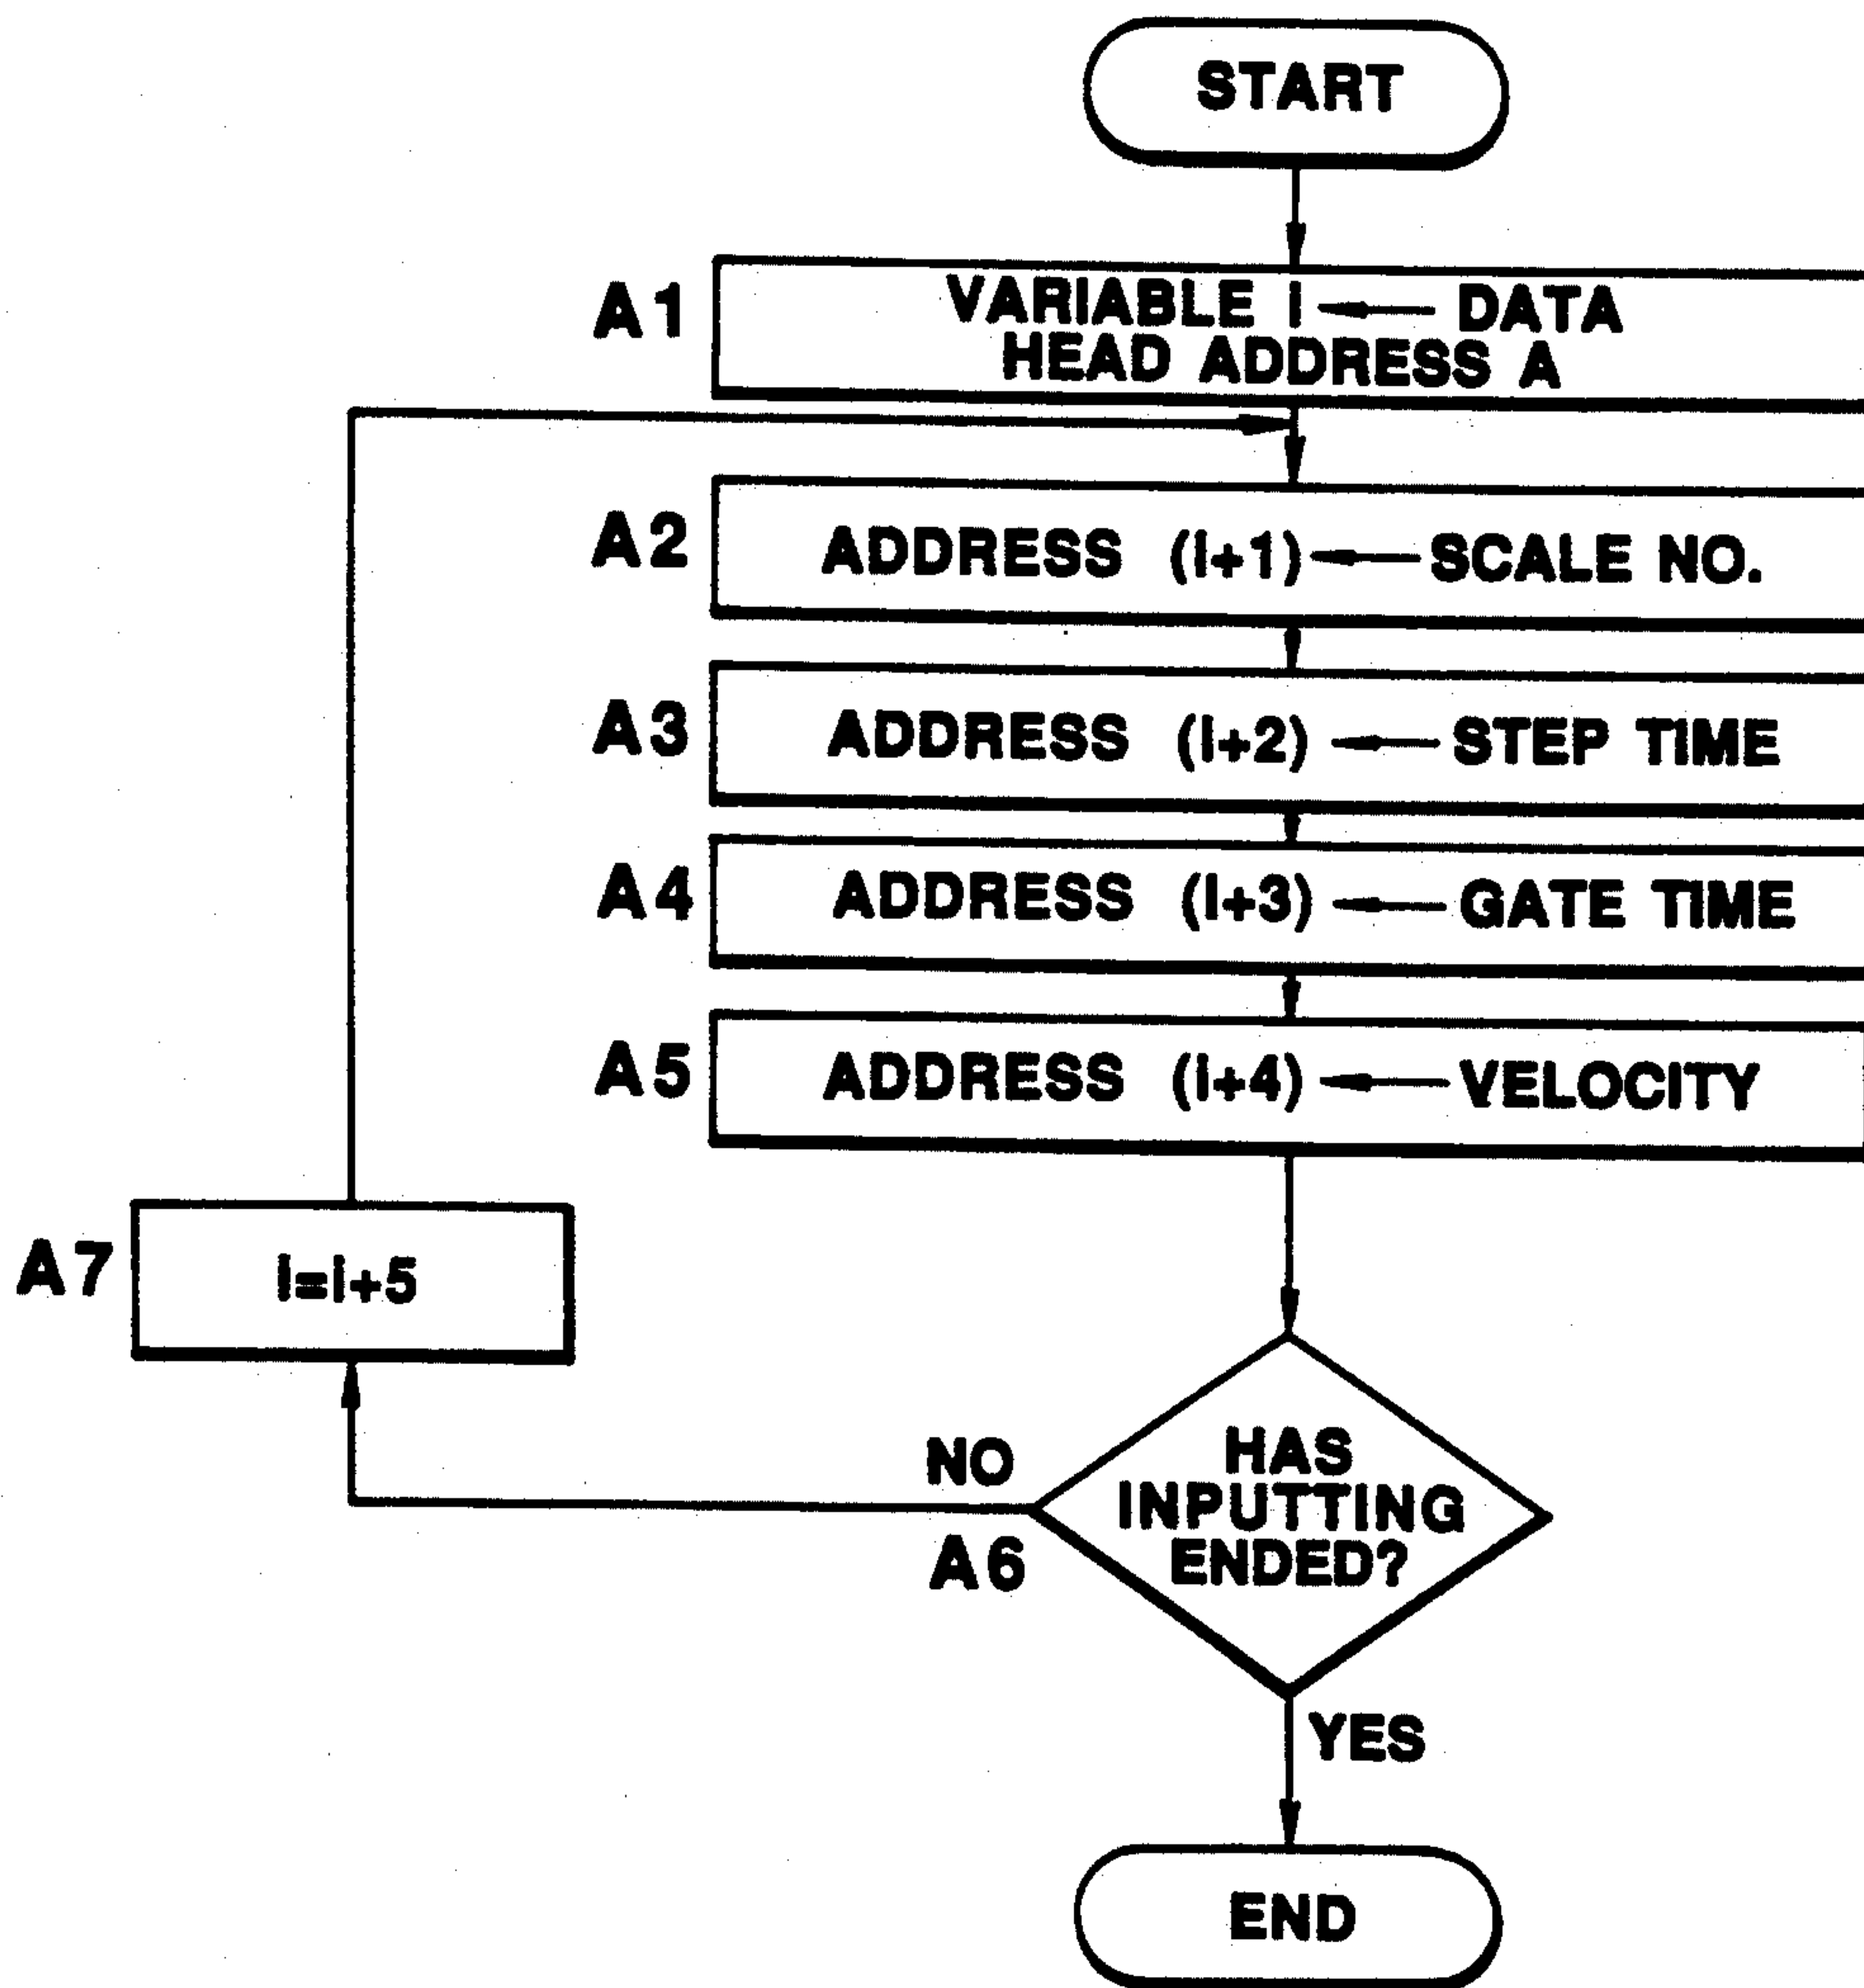 START
A1
VARIABLE I ← DATA
HEAD ADDRESS A
A2
ADDRESS (I+1) ← SCALE NO.
A3
ADDRESS (I+2) ← STEP TIME
A4
ADDRESS (I+3) ← GATE TIME
A5
ADDRESS (I+4) ← VELOCITY
A7
I=I+5
NO
A6
HAS
INPUTTING
ENDED?
YES
END